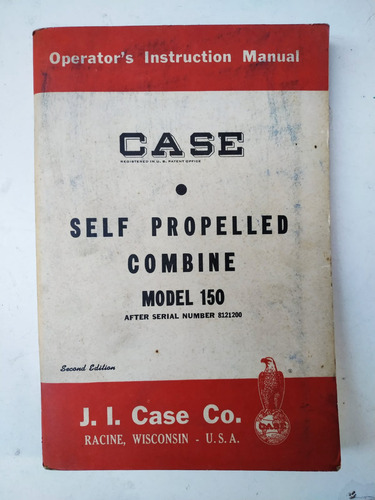 Operator's Instruction Manual
CASE
REGISTERED IN U. S. PATENT OFFICE
SELF PROPELLED
COMBINE
MODEL 150
AFTER SERIAL NUMBER 8121200
Second Edition
CASE
J. I. Case Co.
RACINE, WISCONSIN - U. S. A.